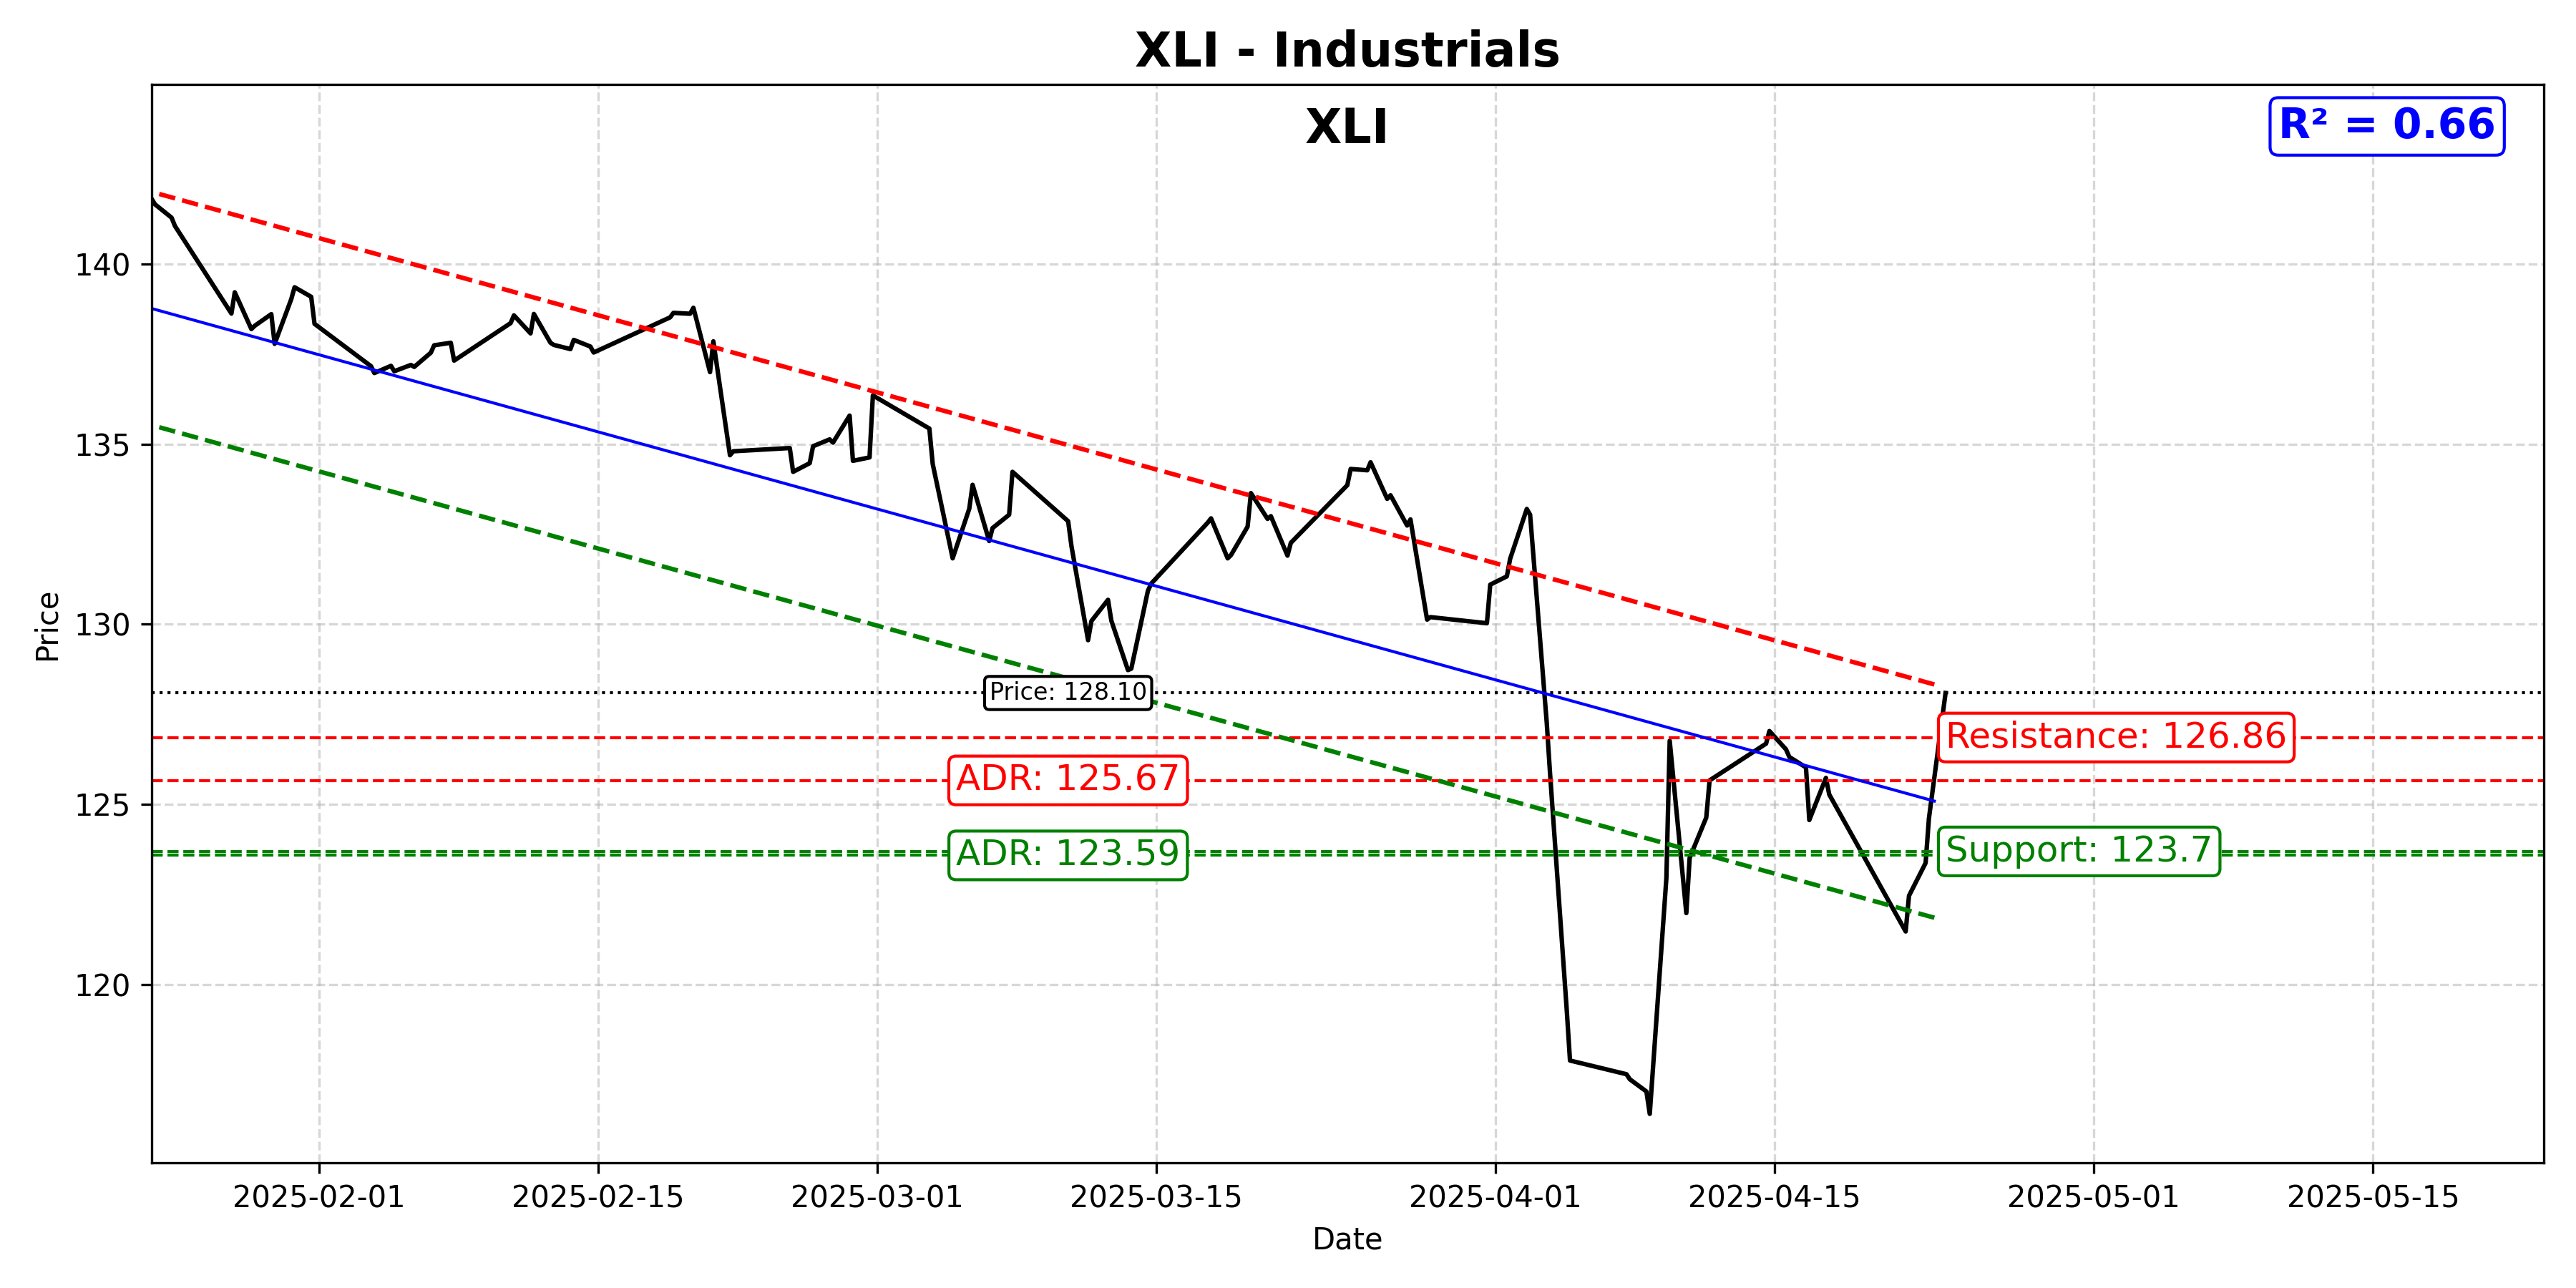 XLI - Industrials
XLI
R² = 0.66
140
135
130
125
120
Price
Price: 128.10
Resistance: 126.86
ADR: 125.67
ADR: 123.59
Support: 123.7
2025-02-01
2025-02-15
2025-03-01
2025-03-15
2025-04-01
2025-04-15
2025-05-01
2025-05-15
Date